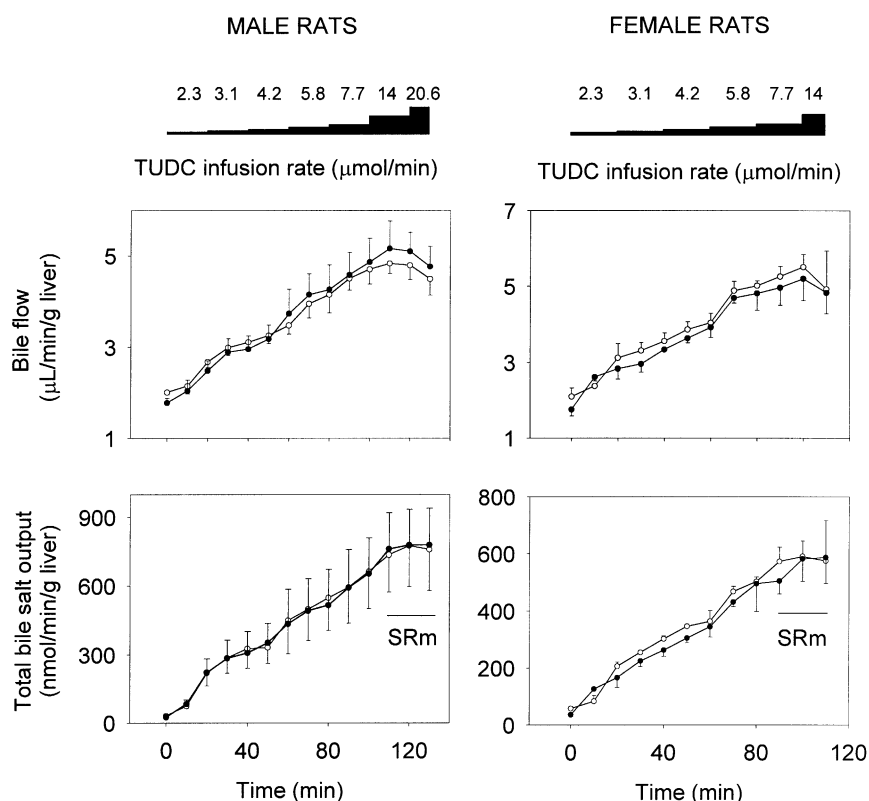 MALE RATS
2.3 3.1 4.2 5.8 7.7 14 20.6
TUDC infusion rate (μmol/min)
FEMALE RATS
2.3 3.1 4.2 5.8 7.7 14
TUDC infusion rate (μmol/min)
Bile flow
(μL/min/g liver)
5
3
1
7
5
3
1
Total bile salt output
(nmol/min/g liver)
900
600
300
0
SRm
0 40 80 120
Time (min)
800
600
400
200
0
SRm
0 40 80 120
Time (min)